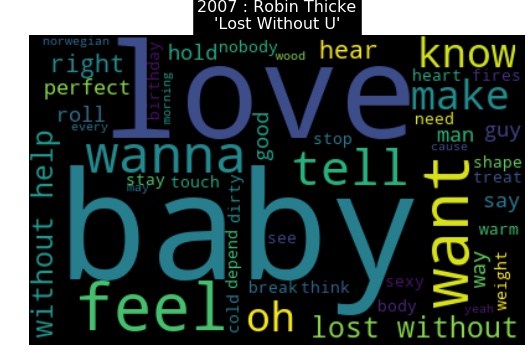 2007 : Robin Thicke
'Lost Without U'
norwegian
right
perfect
roll
every
love
birthday
morning
hold
nobody
wood
hear
know
heart
fires
make
need
man
guy
cause
wanna
good
stop
tell
shape
treat
stay
touch
may
dirty
baby
want
say
without help
depend
see
warm
way
weight
feel
cold
oh
break
think
sexy
body
yeah
lost without